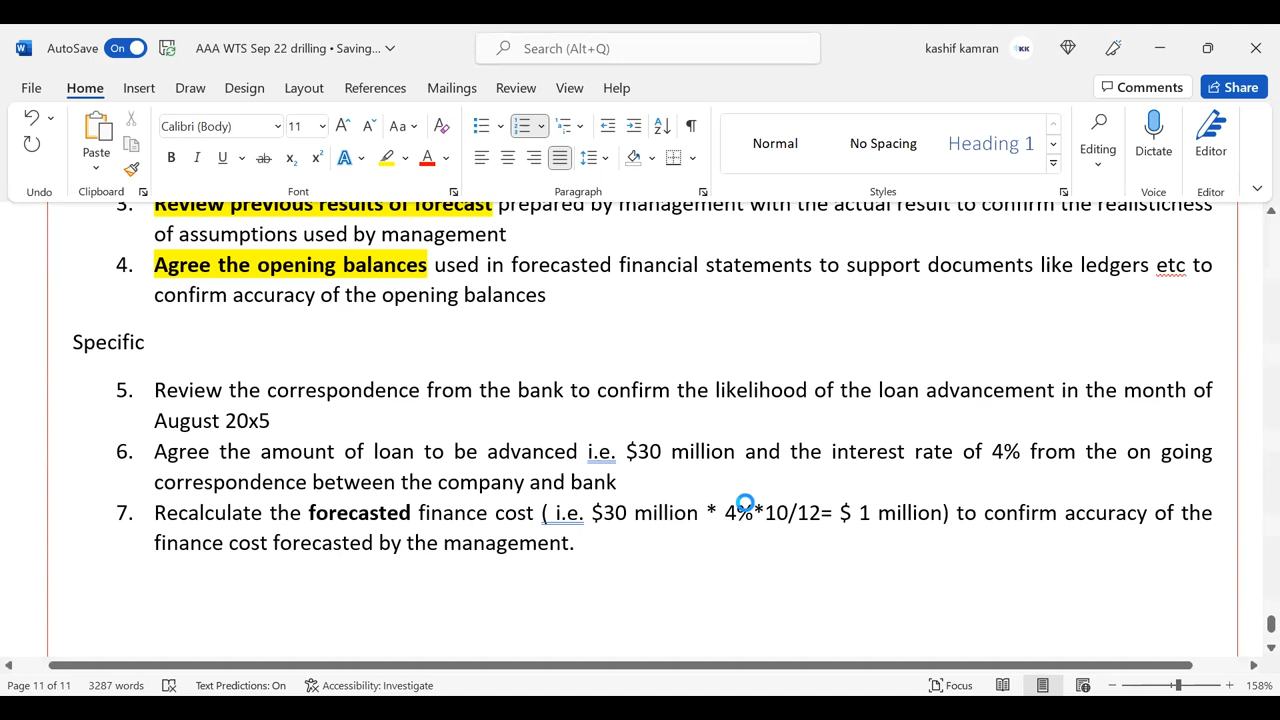 AutoSave On AAA WTS Sep 22 drilling • Saving... Search (Alt+Q) kashif kamran KK
File Home Insert Draw Design Layout References Mailings Review View Help Comments Share
Paste Calibri (Body) 11 Aa A Normal No Spacing Heading 1 Editing Dictate Editor
B I U ab x₂ x² A A
Undo Clipboard Font Paragraph Styles Voice Editor
3. Review previous results of forecast prepared by management with the actual result to confirm the realisticness
of assumptions used by management
4. Agree the opening balances used in forecasted financial statements to support documents like ledgers etc to
confirm accuracy of the opening balances
Specific
5. Review the correspondence from the bank to confirm the likelihood of the loan advancement in the month of
August 20x5
6. Agree the amount of loan to be advanced i.e. $30 million and the interest rate of 4% from the on going
correspondence between the company and bank
7. Recalculate the forecasted finance cost ( i.e. $30 million * 4%*10/12= $ 1 million) to confirm accuracy of the
finance cost forecasted by the management.
Page 11 of 11 3287 words Text Predictions: On Accessibility: Investigate Focus 158%